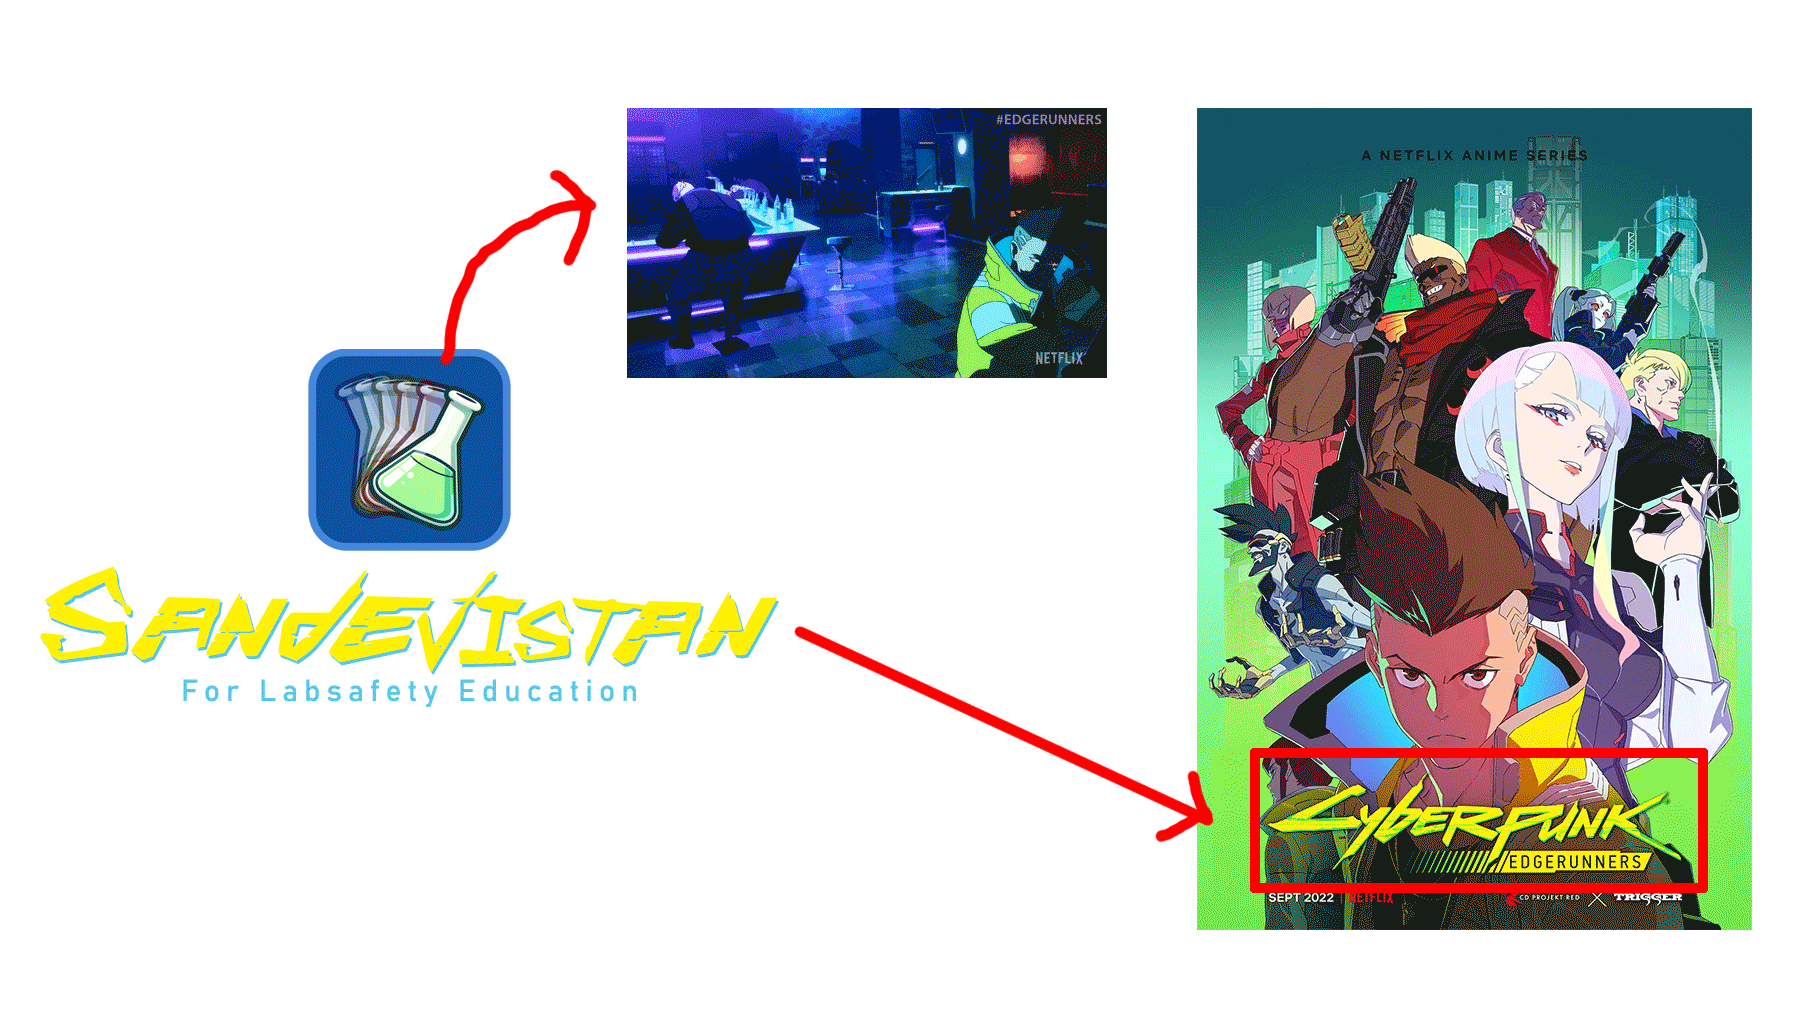 #EDGERUNNERS
NETFLIX
SANDEVISTAN
For Labsafety Education
A NETFLIX ANIME SERIES
CYBERPUNK
EDGERUNNERS
SEPT 2022 | NETFLIX
CD PROJEKT RED X TRIGGER